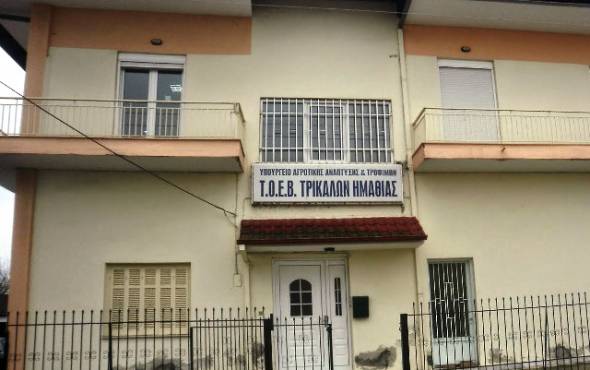 ΥΠΟΥΡΓΕΙΟ ΑΓΡΟΤΙΚΗΣ ΑΝΑΠΤΥΞΗΣ & ΤΡΟΦΙΜΩΝ
Τ.Ο.Ε.Β. ΤΡΙΚΑΛΩΝ ΗΜΑΘΙΑΣ